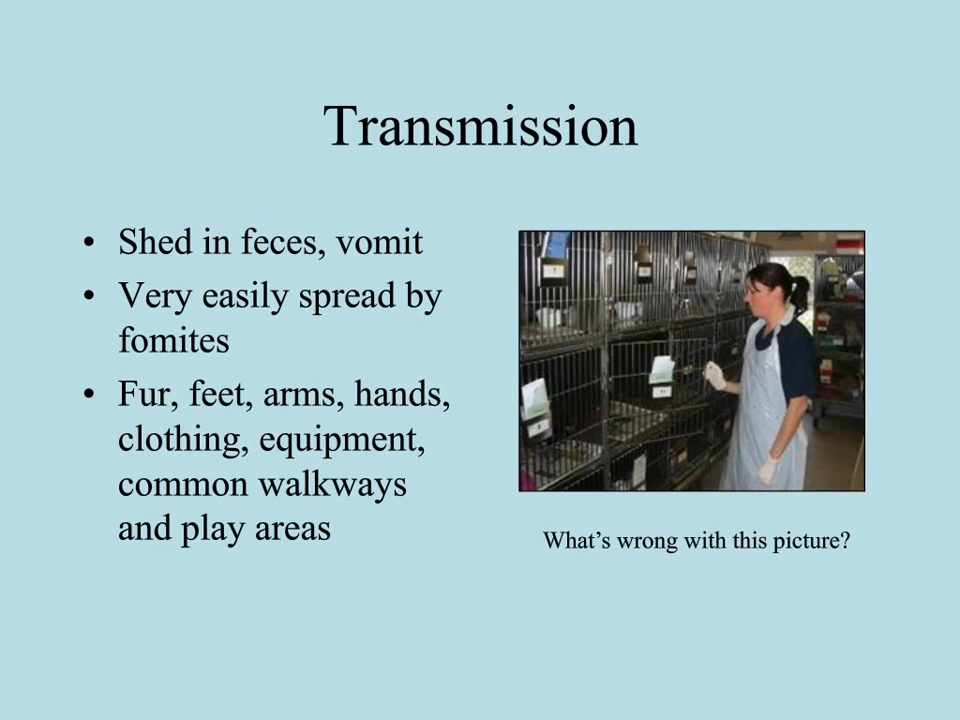 Transmission
• Shed in feces, vomit
• Very easily spread by
fomites
• Fur, feet, arms, hands,
clothing, equipment,
common walkways
and play areas
What’s wrong with this picture?